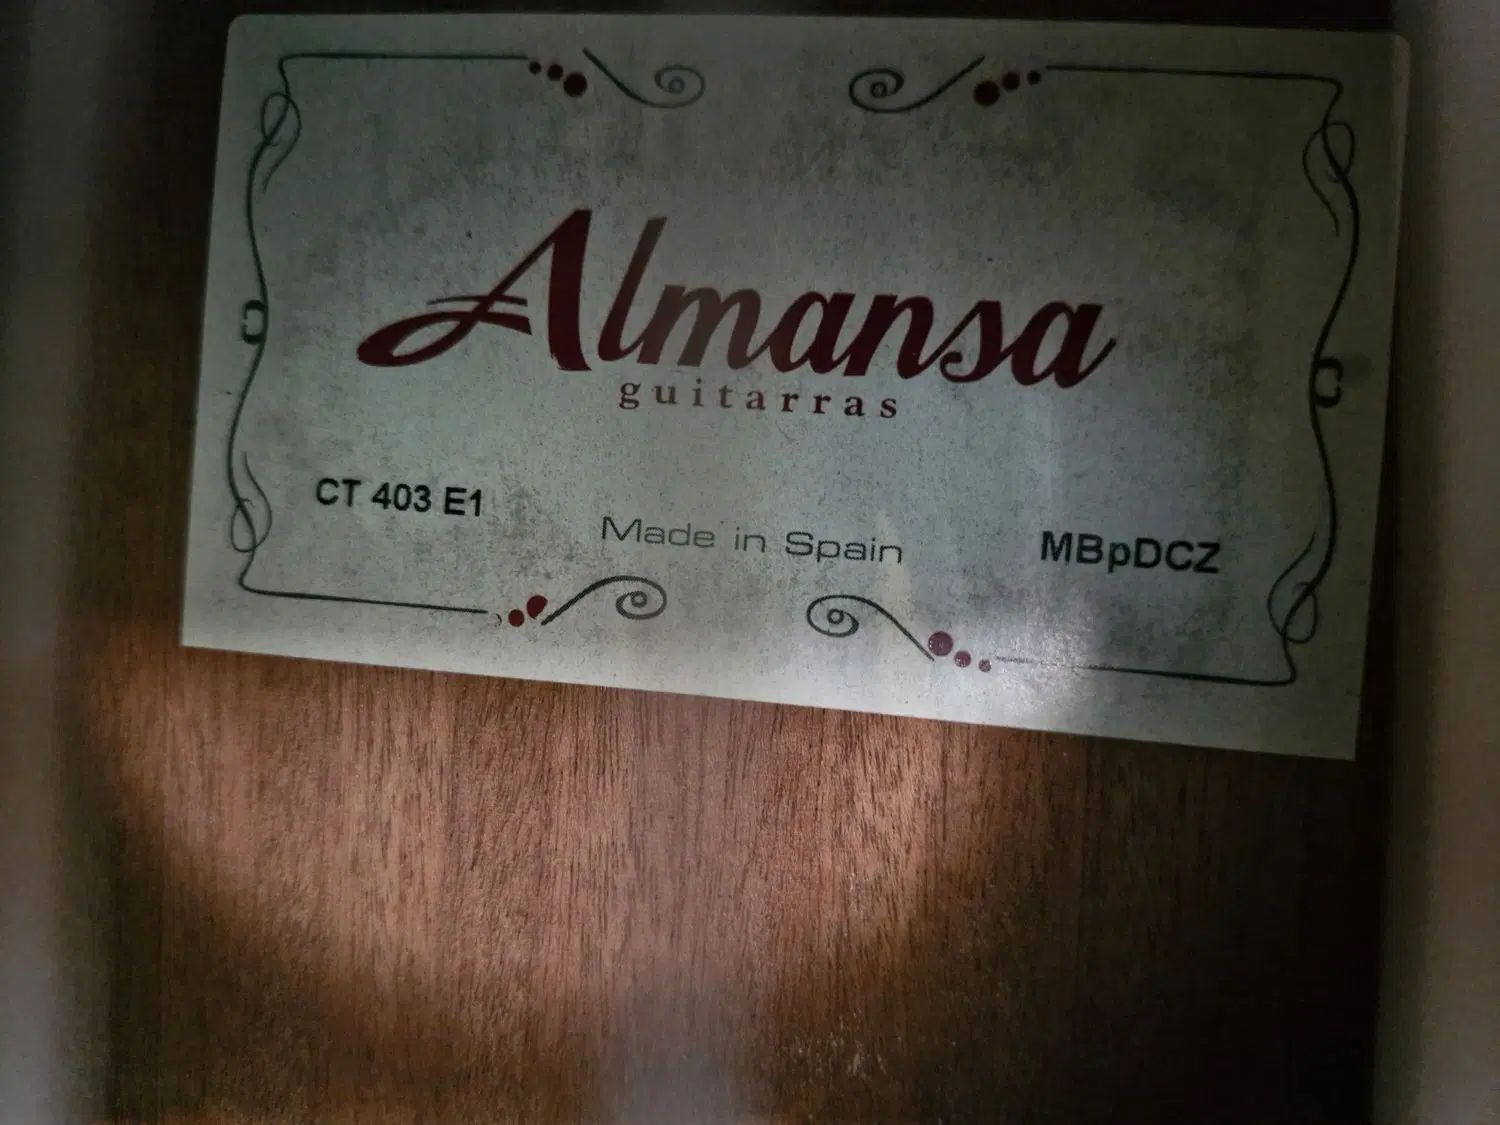 Almansa
guitarras
CT 403 E1
Made in Spain
MBpDCZ